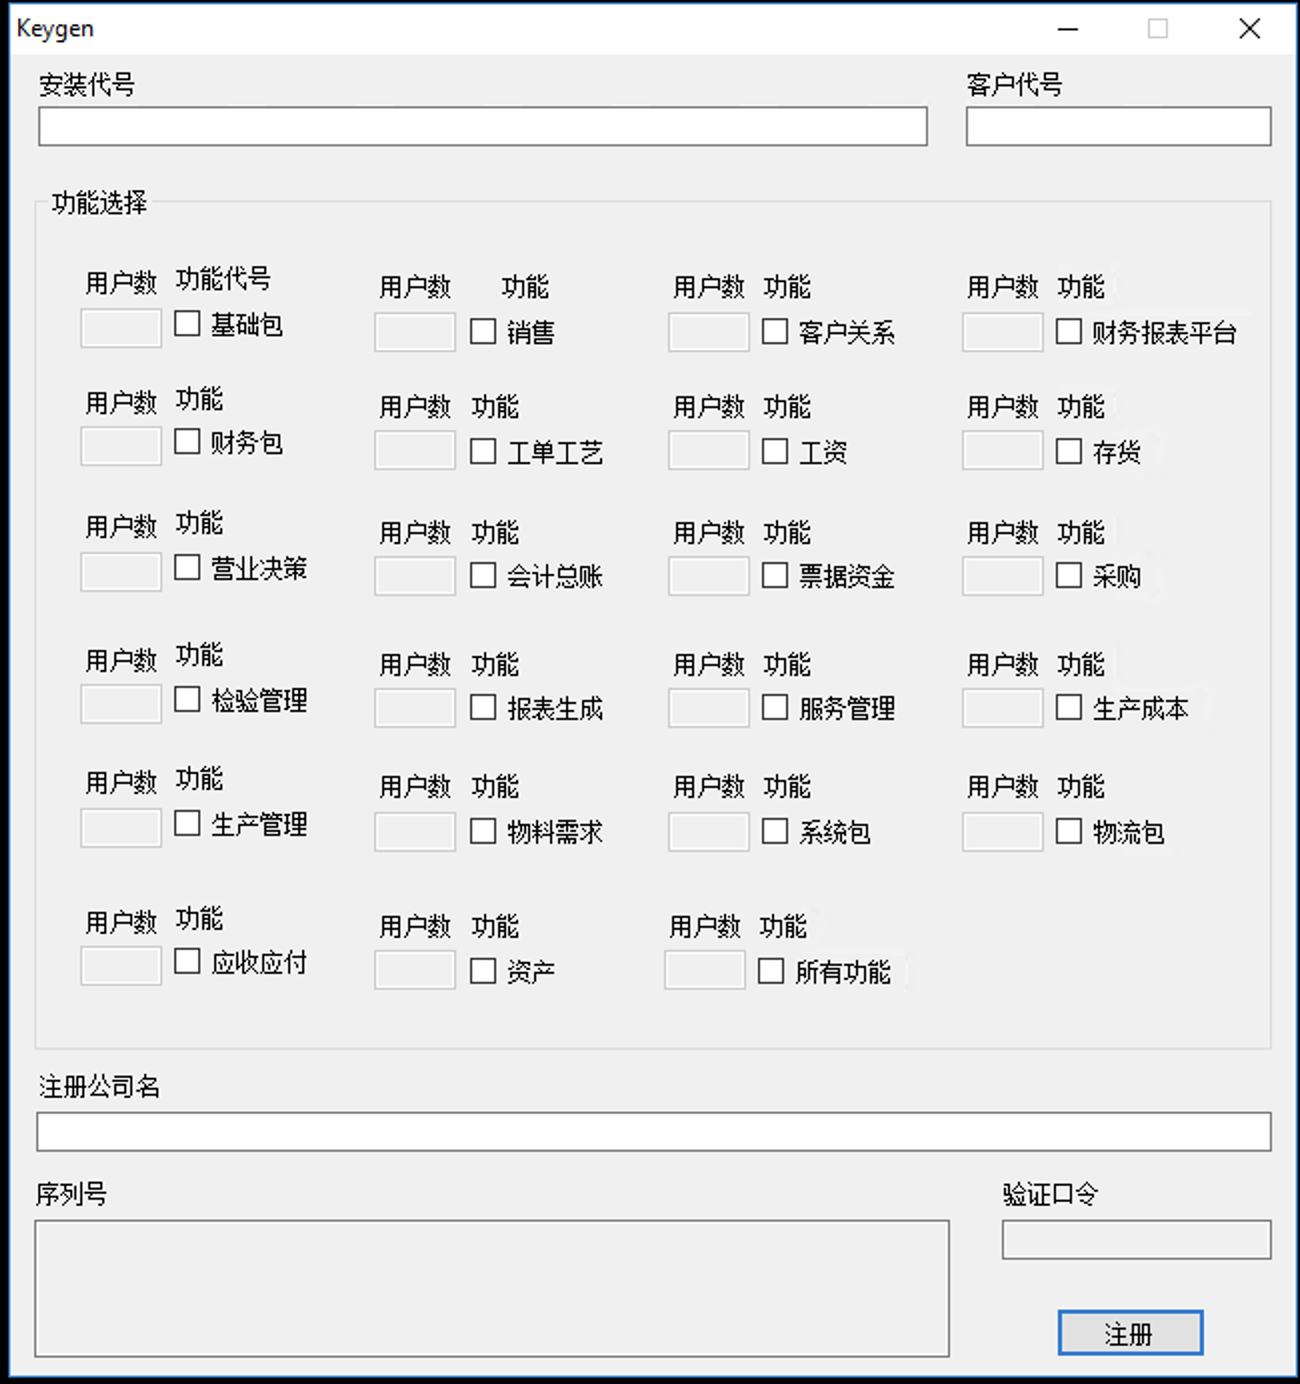 Keygen
安装代号 客户代号
功能选择
用户数 功能代号 用户数 功能 用户数 功能 用户数 功能
基础包 销售 客户关系 财务报表平台
用户数 功能 用户数 功能 用户数 功能 用户数 功能
财务包 工单工艺 工资 存货
用户数 功能 用户数 功能 用户数 功能 用户数 功能
营业决策 会计总账 票据资金 采购
用户数 功能 用户数 功能 用户数 功能 用户数 功能
检验管理 报表生成 服务管理 生产成本
用户数 功能 用户数 功能 用户数 功能 用户数 功能
生产管理 物料需求 系统包 物流包
用户数 功能 用户数 功能 用户数 功能
应收应付 资产 所有功能
注册公司名
序列号 验证口令
注册